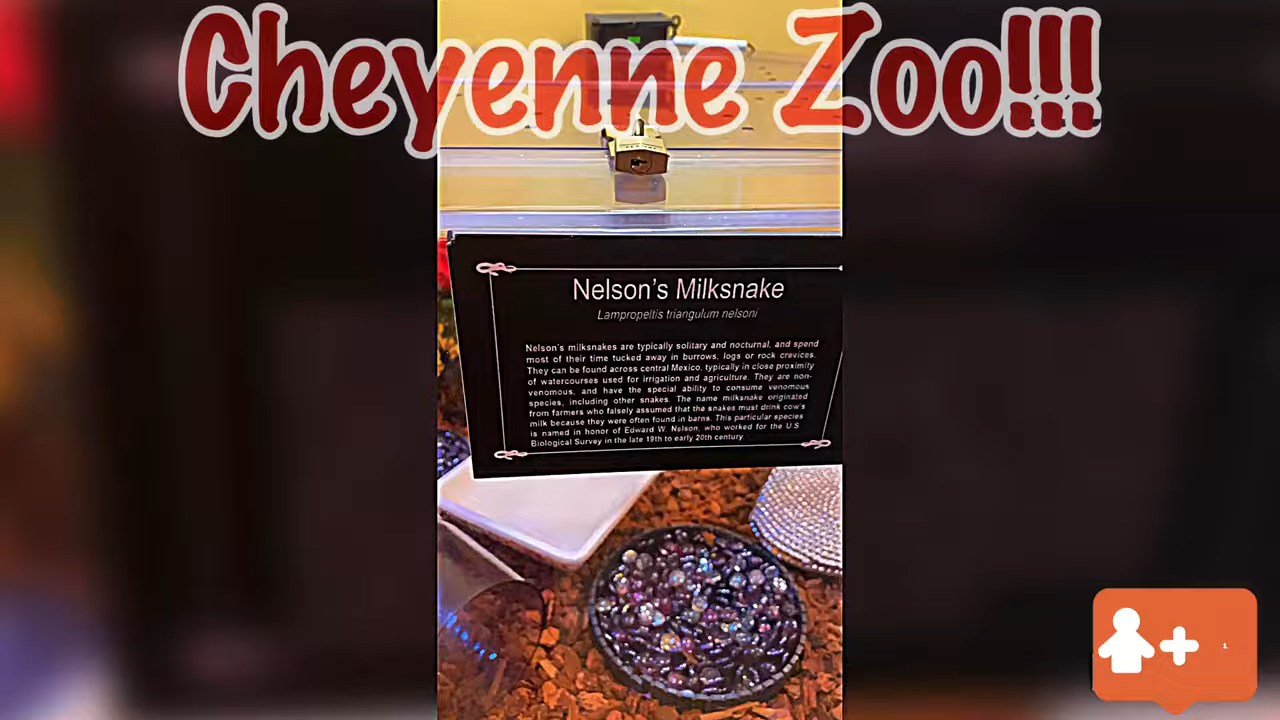 Cheyenne Zoo!!!
Nelson's Milksnake
Lampropeltis triangulum nelsoni
Nelson's milksnakes are typically solitary and nocturnal, and spend
most of their time tucked away in burrows, logs or rock crevices.
They can be found across central Mexico, typically in close proximity
of watercourses used for irrigation and agriculture. They are non-
venomous, and have the special ability to consume venomous
species, including other snakes. The name milksnake originated
from farmers who falsely assumed that the snakes must drink cow's
milk because they were often found in barns. This particular species
is named in honor of Edward W. Nelson, who worked for the U.S
Biological Survey in the late 19th to early 20th century.
+ 1